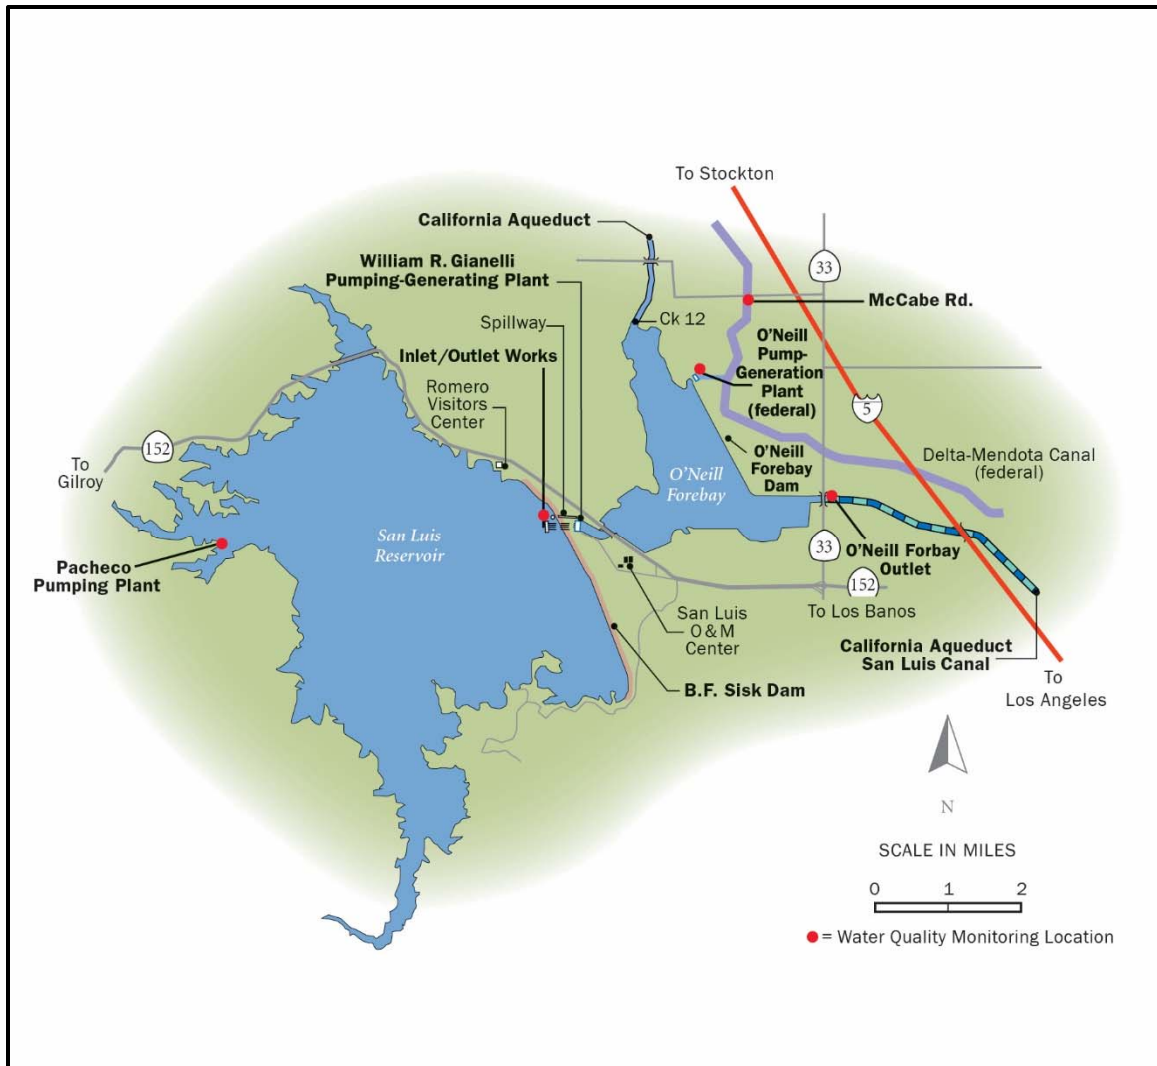 To Stockton
California Aqueduct
William R. Gianelli
Pumping-Generating Plant
33
McCabe Rd.
Spillway
Ck 12
Inlet/Outlet Works
O'Neill
Pump-
Generation
Plant
(federal)
Romero
Visitors
Center
5
152
To
Gilroy
O'Neill
Forebay
O'Neill
Forebay
Dam
Delta-Mendota Canal
(federal)
San Luis
Reservoir
Pacheco
Pumping Plant
33
O'Neill Forbay
Outlet
152
To Los Banos
San Luis
O & M
Center
California Aqueduct
San Luis Canal
B.F. Sisk Dam
To
Los Angeles
N
SCALE IN MILES
0 1 2
= Water Quality Monitoring Location